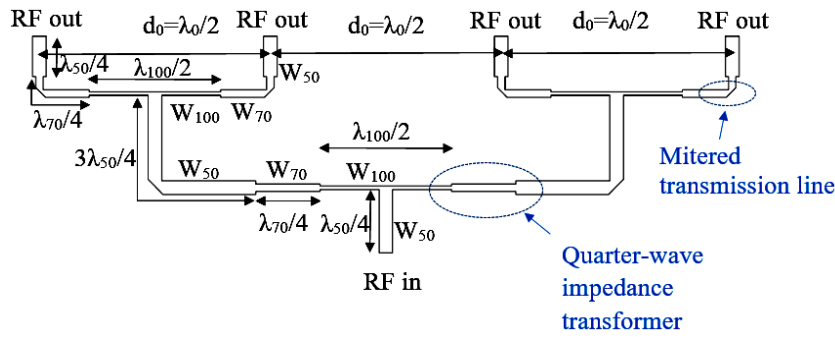 RF out
RF out
RF out
RF out
d₀=λ₀/2
d₀=λ₀/2
d₀=λ₀/2
λ₅₀/4
λ₁₀₀/2
W₅₀
λ₇₀/4
W₁₀₀
W₇₀
λ₁₀₀/2
3λ₅₀/4
W₅₀
W₇₀
W₁₀₀
λ₇₀/4
λ₅₀/4
W₅₀
RF in
Mitered
transmission line
Quarter-wave
impedance
transformer